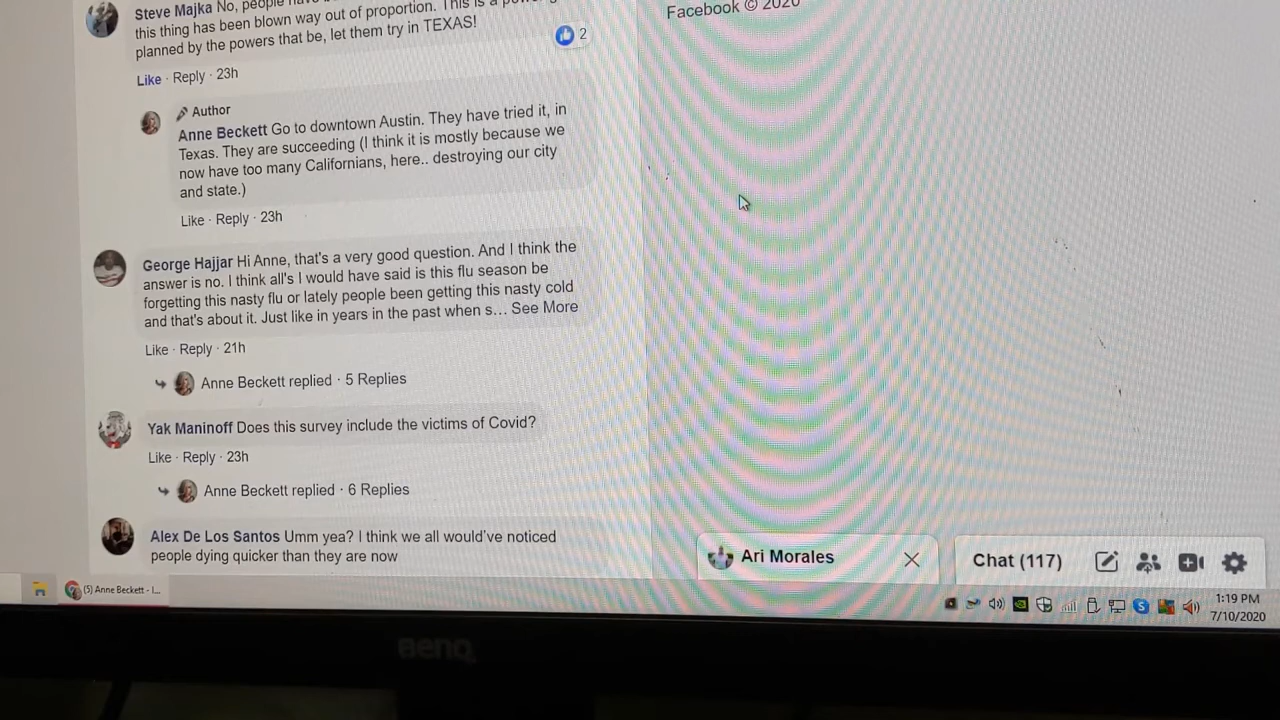 Steve Majka No, people
this thing has been blown way out of proportion. This is a
planned by the powers that be, let them try in TEXAS!
2
Like · Reply · 23h
Author
Anne Beckett Go to downtown Austin. They have tried it, in
Texas. They are succeeding (I think it is mostly because we
now have too many Californians, here.. destroying our city
and state.)
Like · Reply · 23h
George Hajjar Hi Anne, that's a very good question. And I think the
answer is no. I think all's I would have said is this flu season be
forgetting this nasty flu or lately people been getting this nasty cold
and that's about it. Just like in years in the past when s... See More
Like · Reply · 21h
Anne Beckett replied · 5 Replies
Yak Maninoff Does this survey include the victims of Covid?
Like · Reply · 23h
Anne Beckett replied · 6 Replies
Alex De Los Santos Umm yea? I think we all would've noticed
people dying quicker than they are now
Facebook © 2020
Ari Morales
Chat (117)
(5) Anne Beckett - I...
1:19 PM
7/10/2020
BenQ